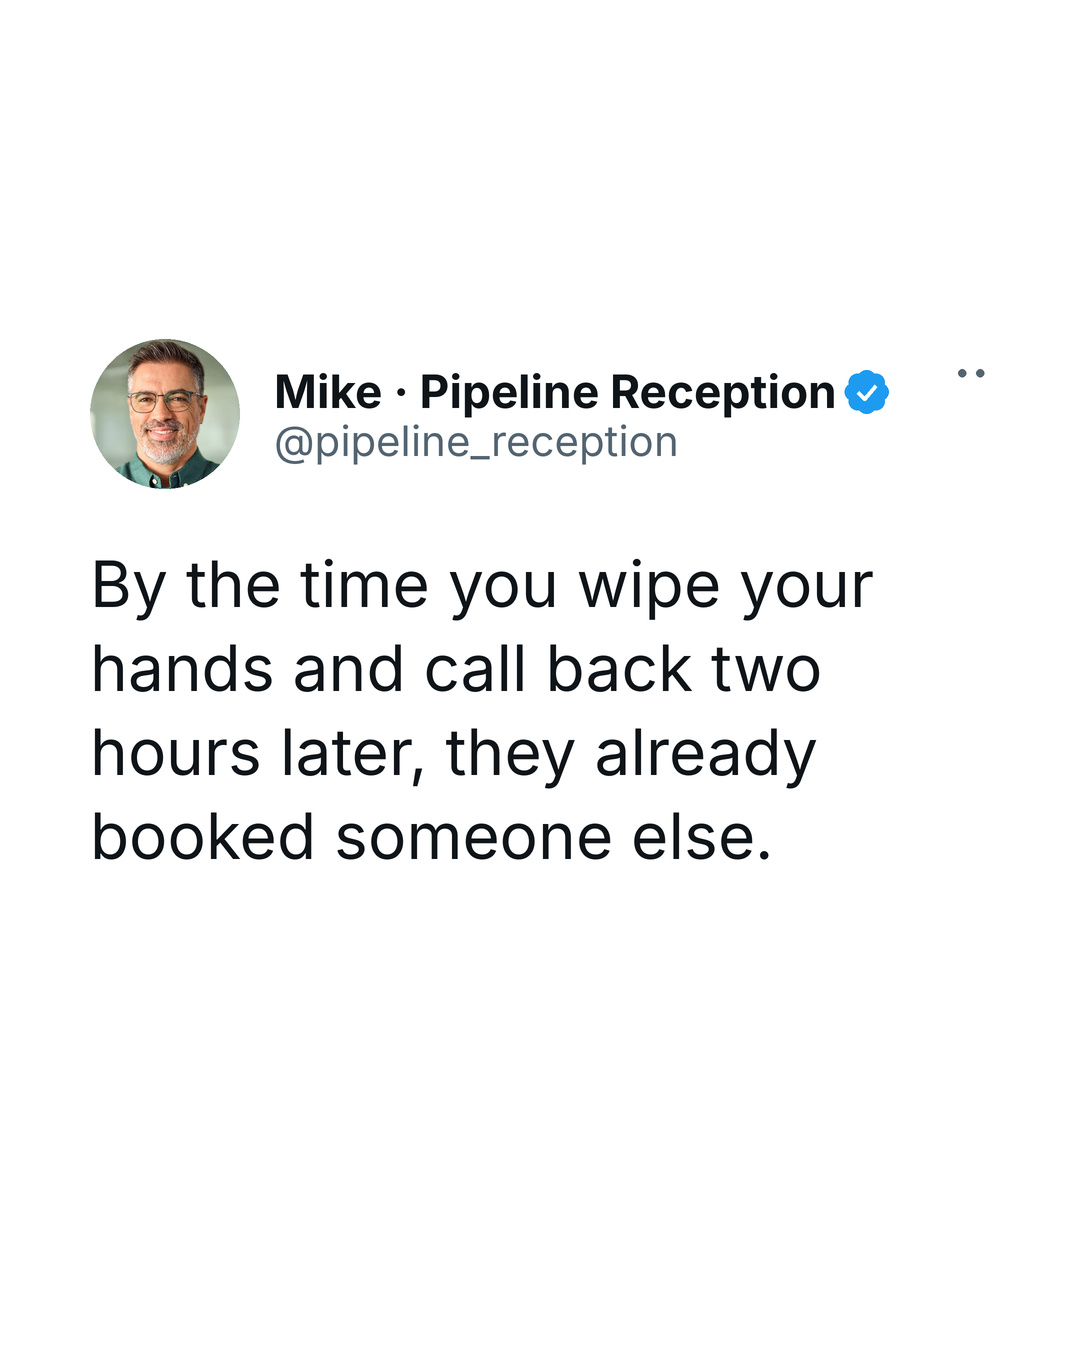 Mike · Pipeline Reception
@pipeline_reception
By the time you wipe your
hands and call back two
hours later, they already
booked someone else.